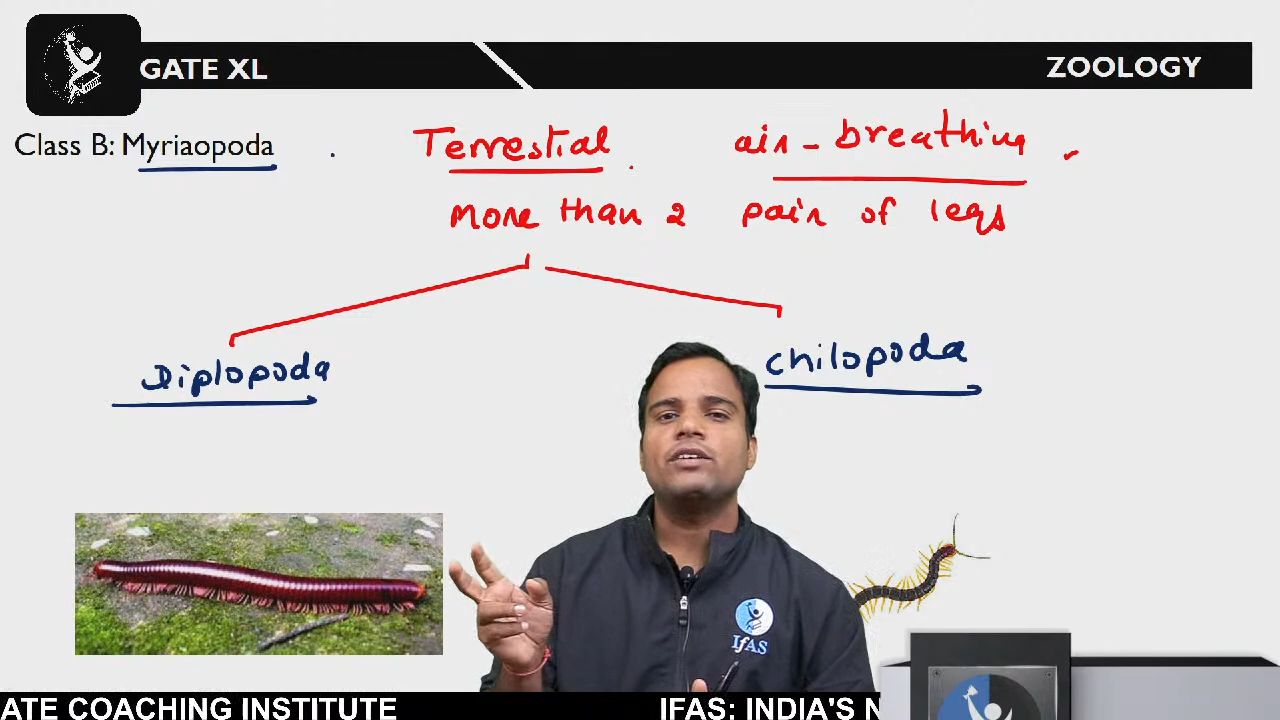 GATE XL
ZOOLOGY
Class B: Myriaopoda
Terrestial air-breathing
more than 2 pair of legs
Diplopoda
chilopoda
IfAS
ATE COACHING INSTITUTE
IFAS: INDIA'S N